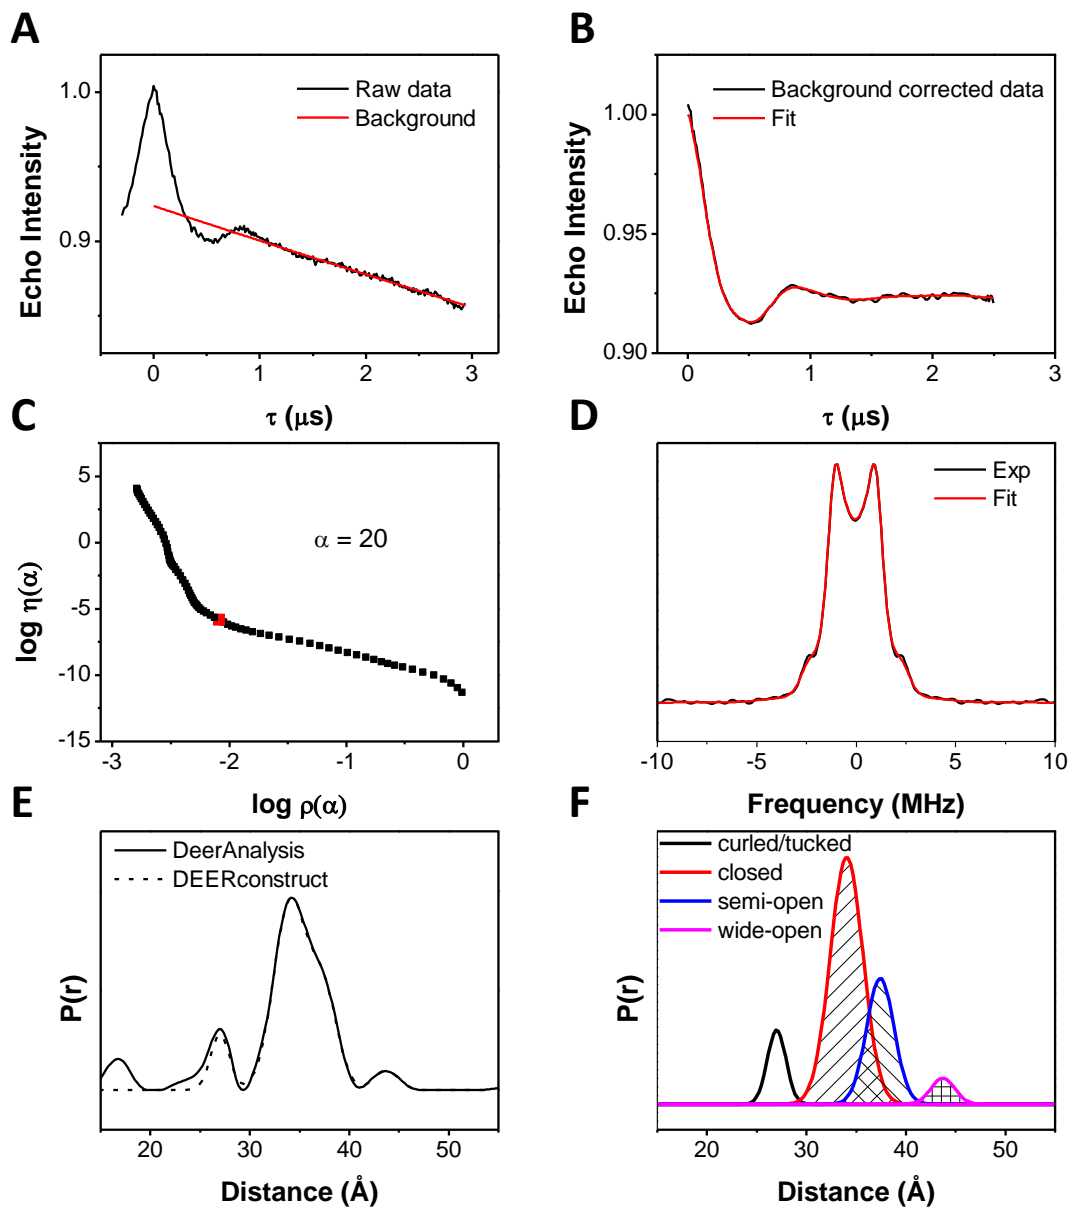 A
Raw data
Background
1.0
0.9
Echo Intensity
0 1 2 3
τ (μs)
B
Background corrected data
Fit
1.00
0.95
0.90
Echo Intensity
0 1 2 3
τ (μs)
C
5
0
-5
-10
-15
log η(α)
α = 20
-3 -2 -1 0
log ρ(α)
D
Exp
Fit
-10 -5 0 5 10
Frequency (MHz)
E
DeerAnalysis
DEERconstruct
P(r)
20 30 40 50
Distance (Å)
F
curled/tucked
closed
semi-open
wide-open
P(r)
20 30 40 50
Distance (Å)